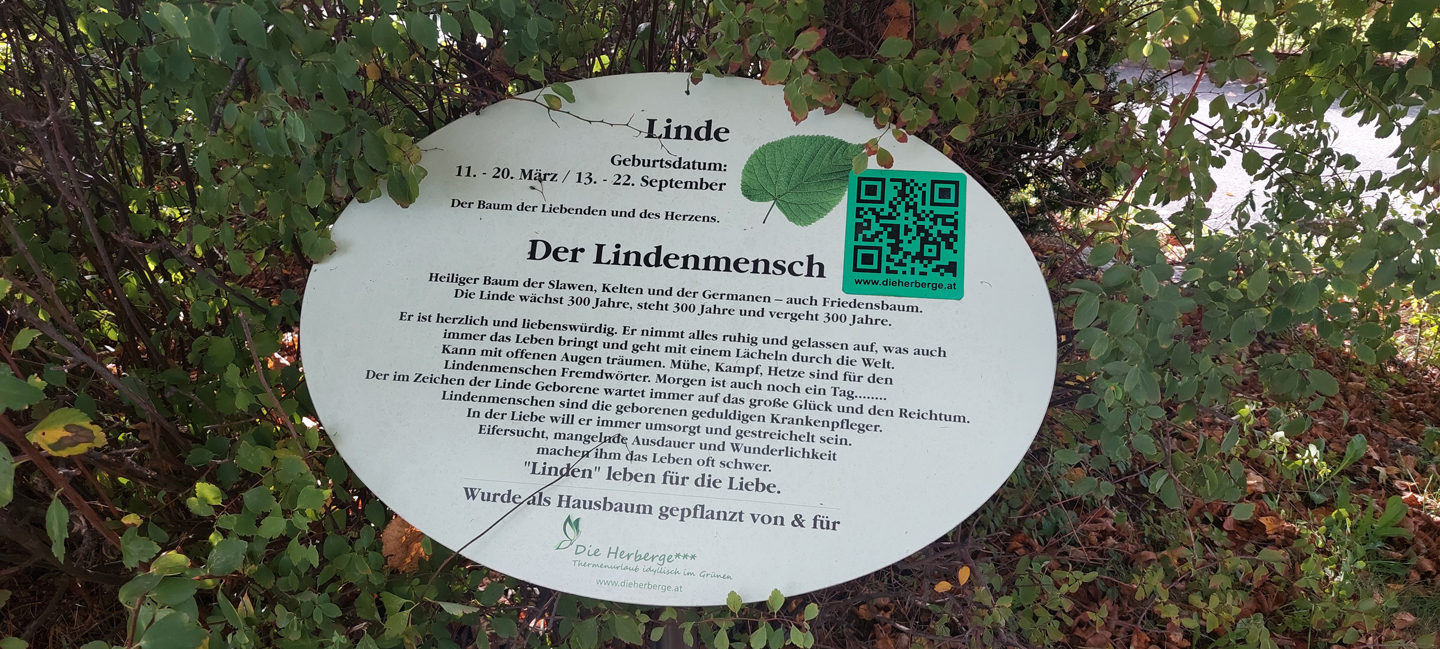 Linde
Geburtsdatum:
11. - 20. März / 13. - 22. September
Der Baum der Liebenden und des Herzens.
www.dieherberge.at
Der Lindenmensch
Heiliger Baum der Slawen, Kelten und der Germanen – auch Friedensbaum.
Die Linde wächst 300 Jahre, steht 300 Jahre und vergeht 300 Jahre.
Er ist herzlich und liebenswürdig. Er nimmt alles ruhig und gelassen auf, was auch
immer das Leben bringt und geht mit einem Lächeln durch die Welt.
Kann mit offenen Augen träumen. Mühe, Kampf, Hetze sind für den
Lindenmenschen Fremdwörter. Morgen ist auch noch ein Tag........
Der im Zeichen der Linde Geborene wartet immer auf das große Glück und den Reichtum.
Lindenmenschen sind die geborenen geduldigen Krankenpfleger.
In der Liebe will er immer umsorgt und gestreichelt sein.
Eifersucht, mangelnde Ausdauer und Wunderlichkeit
machen ihm das Leben oft schwer.
"Linden" leben für die Liebe.
Wurde als Hausbaum gepflanzt von & für
Die Herberge***
Thermenurlaub idyllisch im Grünen
www.dieherberge.at